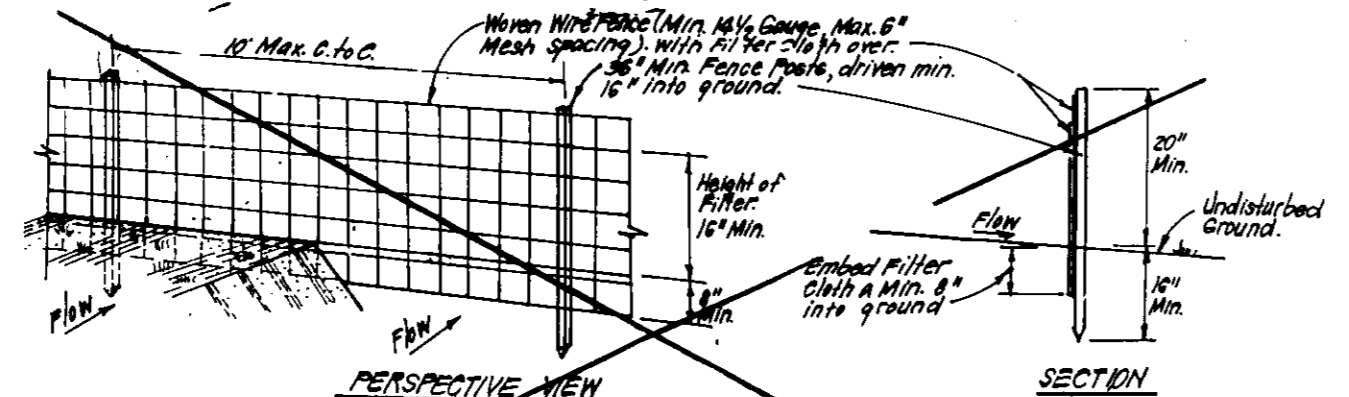 Woven Wire Fence (Min. 14½ Gauge, Max. 6"
Mesh spacing). with Filter cloth over.
10' Max. C. to C.
36" Min. Fence Posts, driven min.
16" into ground.
Height of
Filter.
16" Min.
8"
Min.
Flow
Flow
PERSPECTIVE VIEW
20"
Min.
Flow
Undisturbed
Ground.
Embed Filter
Cloth A Min. 8"
into ground
16"
Min.
SECTION